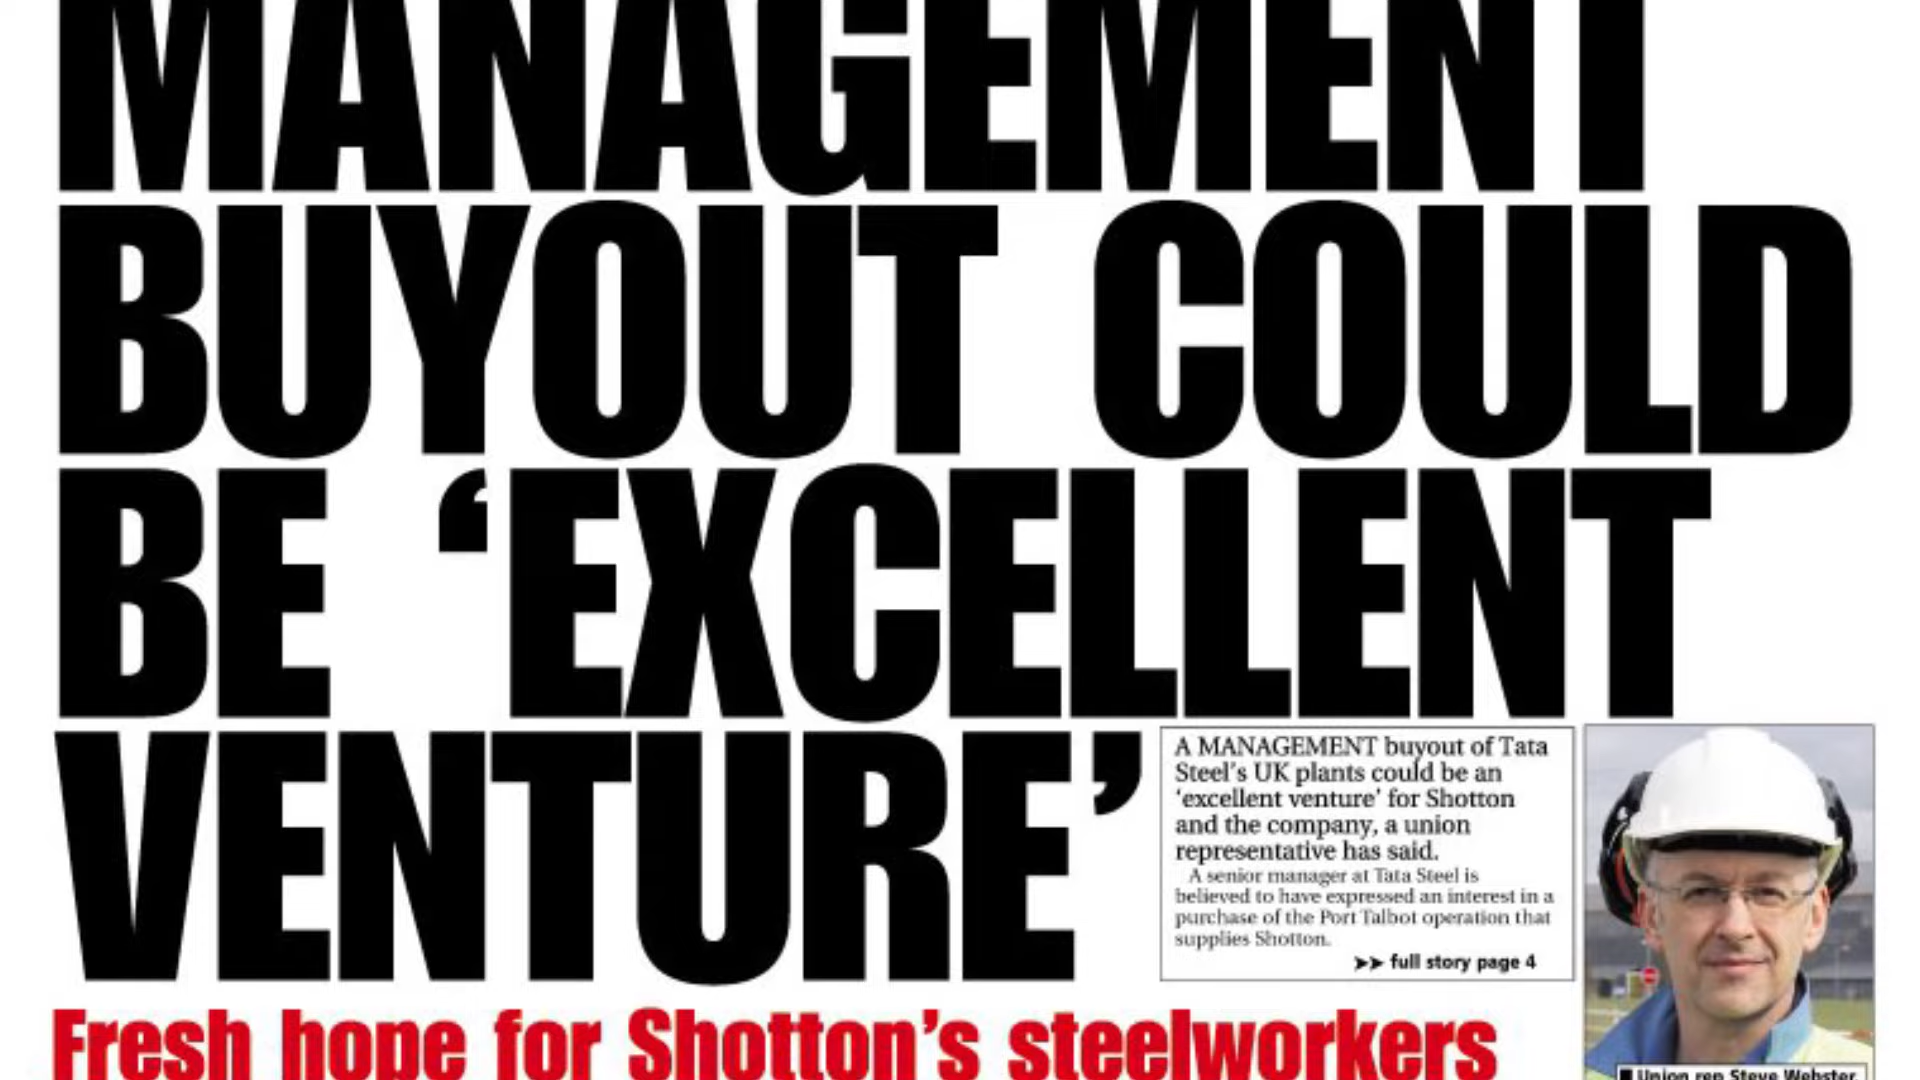 MANAGEMENT
BUYOUT COULD
BE ‘EXCELLENT
VENTURE’
A MANAGEMENT buyout of Tata
Steel’s UK plants could be an
‘excellent venture’ for Shotton
and the company, a union
representative has said.
A senior manager at Tata Steel is
believed to have expressed an interest in a
purchase of the Port Talbot operation that
supplies Shotton.
➤➤ full story page 4
Fresh hope for Shotton’s steelworkers
■ Union rep Steve Webster